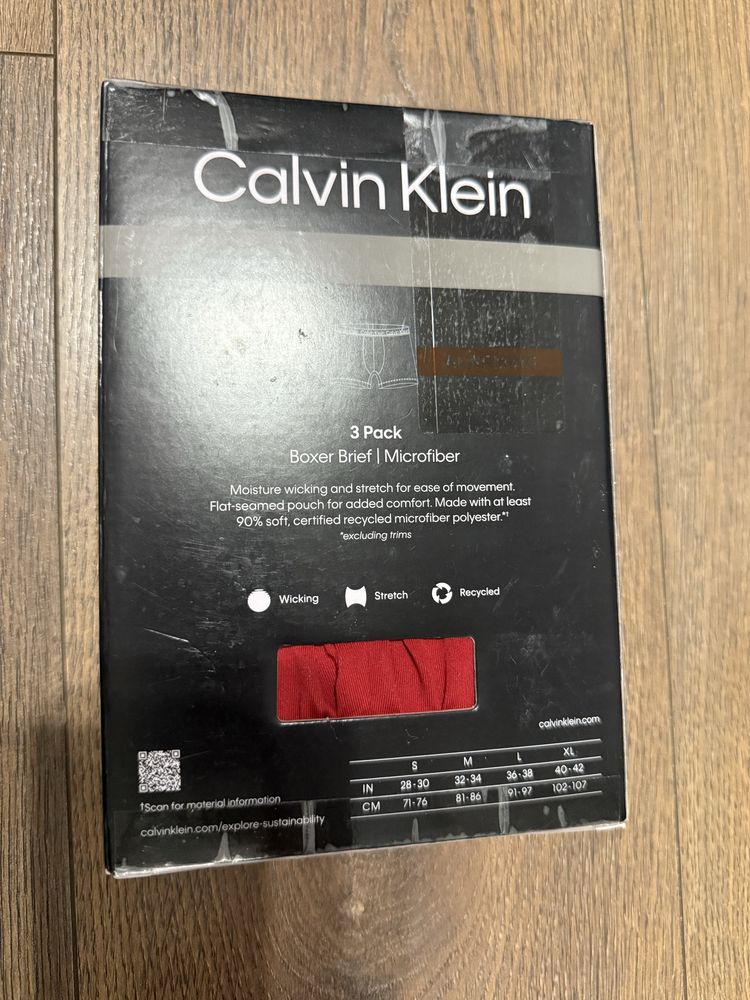 Calvin Klein
3 Pack
Boxer Brief | Microfiber
Moisture wicking and stretch for ease of movement.
Flat-seamed pouch for added comfort. Made with at least
90% soft, certified recycled microfiber polyester.*†
*excluding trims
Wicking Stretch Recycled
calvinklein.com
S M L XL
IN 28-30 32-34 36-38 40-42
CM 71-76 81-86 91-97 102-107
†Scan for material information
calvinklein.com/explore-sustainability